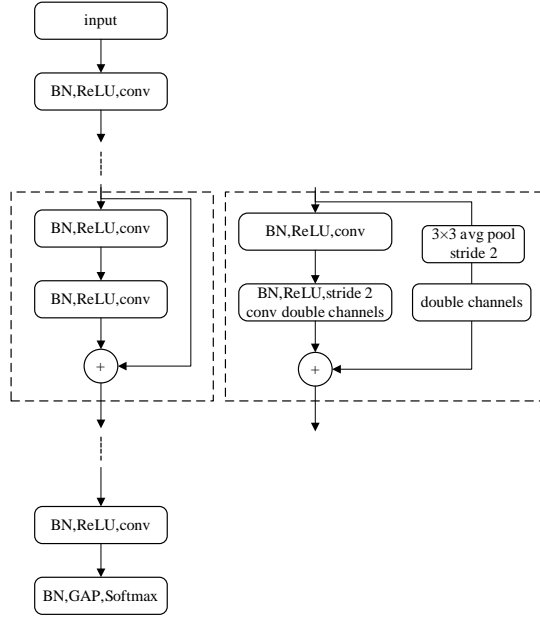 input
BN,ReLU,conv
BN,ReLU,conv
BN,ReLU,conv
+
BN,ReLU,conv
BN,GAP,Softmax
BN,ReLU,conv
BN,ReLU,stride 2
conv double channels
+
3×3 avg pool
stride 2
double channels